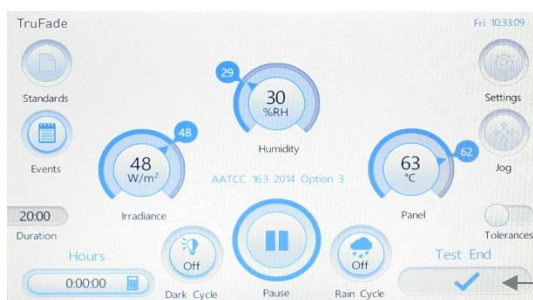 TruFade
Fri 10:33:09
Standards
Settings
29
30
%RH
Humidity
Events
Jog
48
48
W/m²
Irradiance
AATCC 16.3 2014 Option 3
62
63
°C
Panel
20:00
Duration
Tolerances
Hours
0:00:00
Off
Dark Cycle
Pause
Off
Rain Cycle
Test End